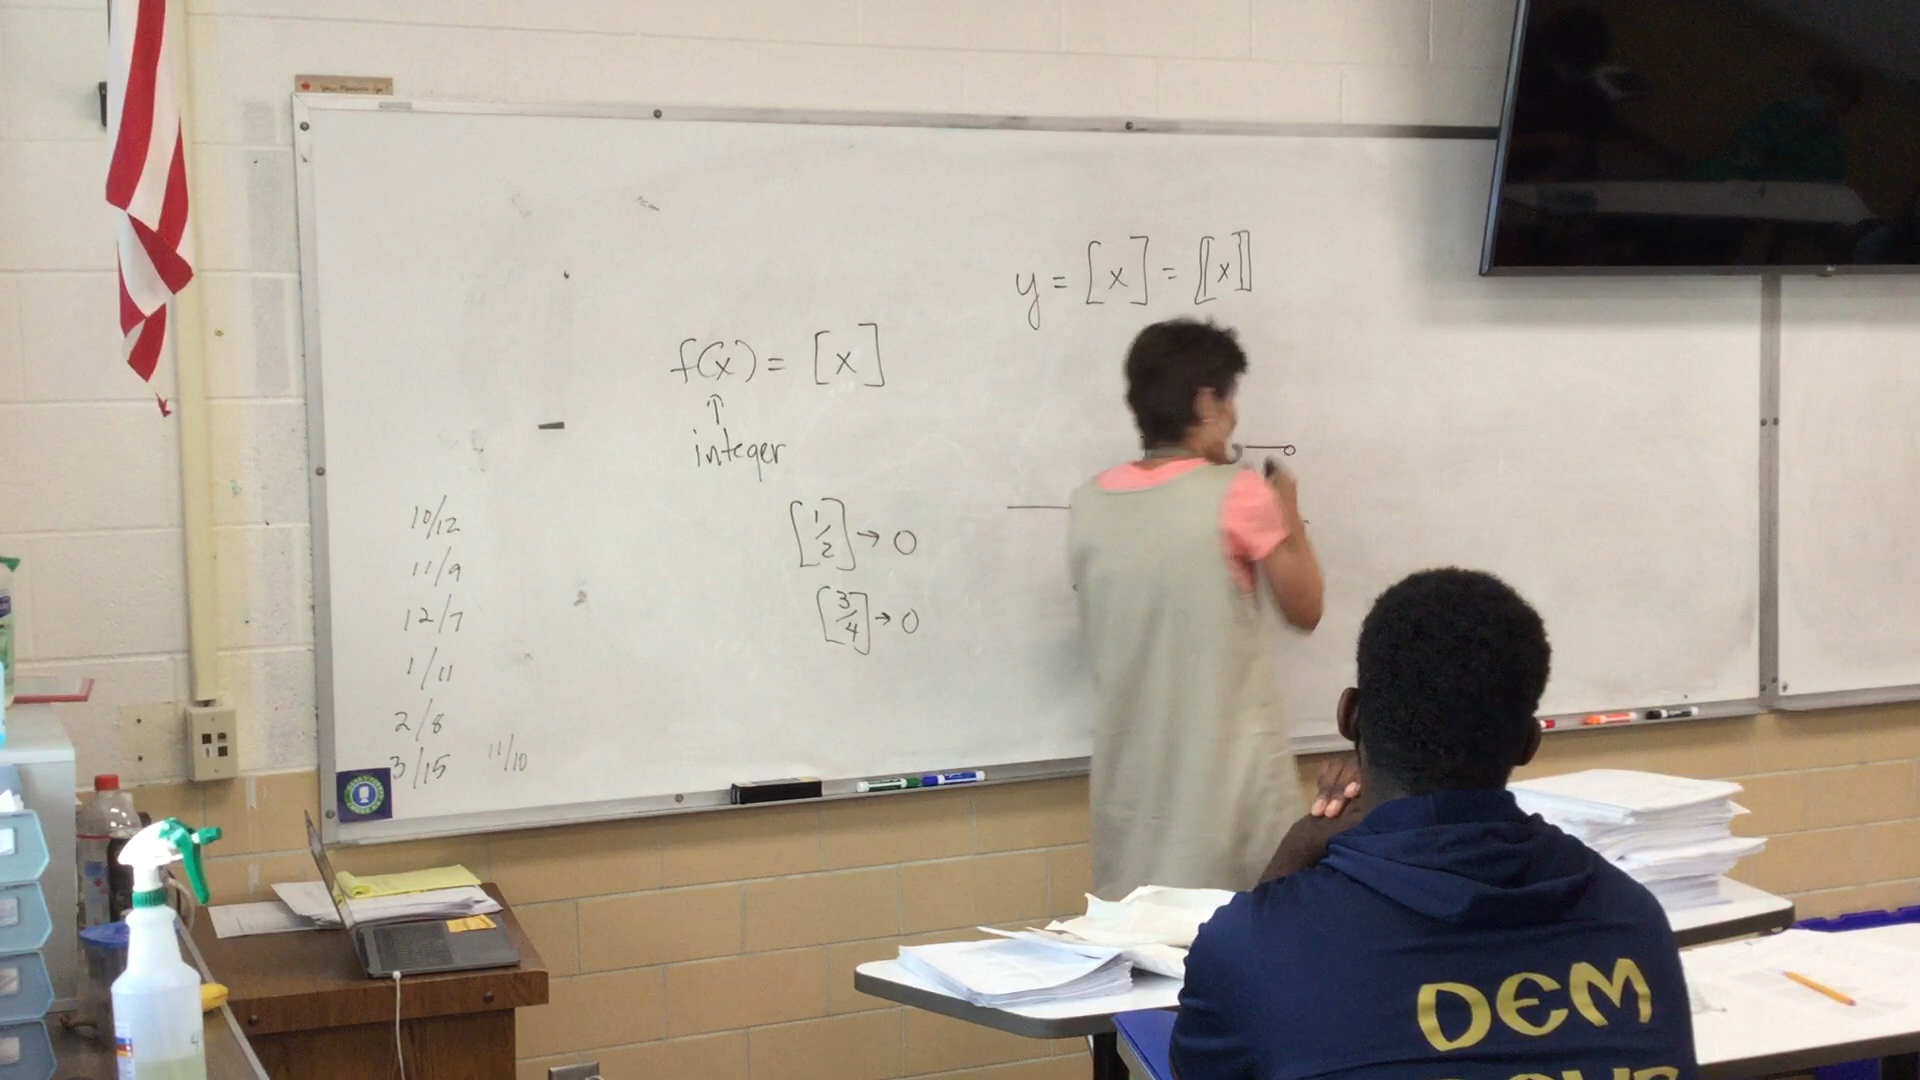 y = [x] = ⟦x⟧
f(x) = [x]
↑
integer
[1/2] → 0
[3/4] → 0
10/12
11/9
12/7
1/11
2/8
3/15
11/10
DEM